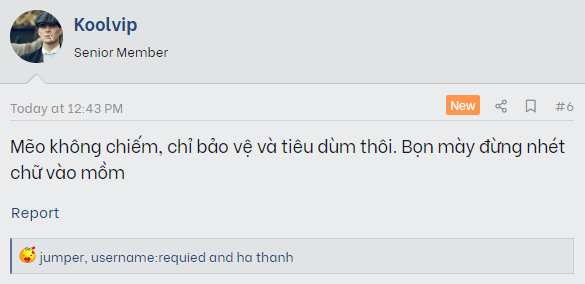 Koolvip
Senior Member
Today at 12:43 PM New #6
Mẽo không chiếm, chỉ bảo vệ và tiêu dùm thôi. Bọn mày đừng nhét
chữ vào mồm
Report
jumper, username:requied and ha thanh